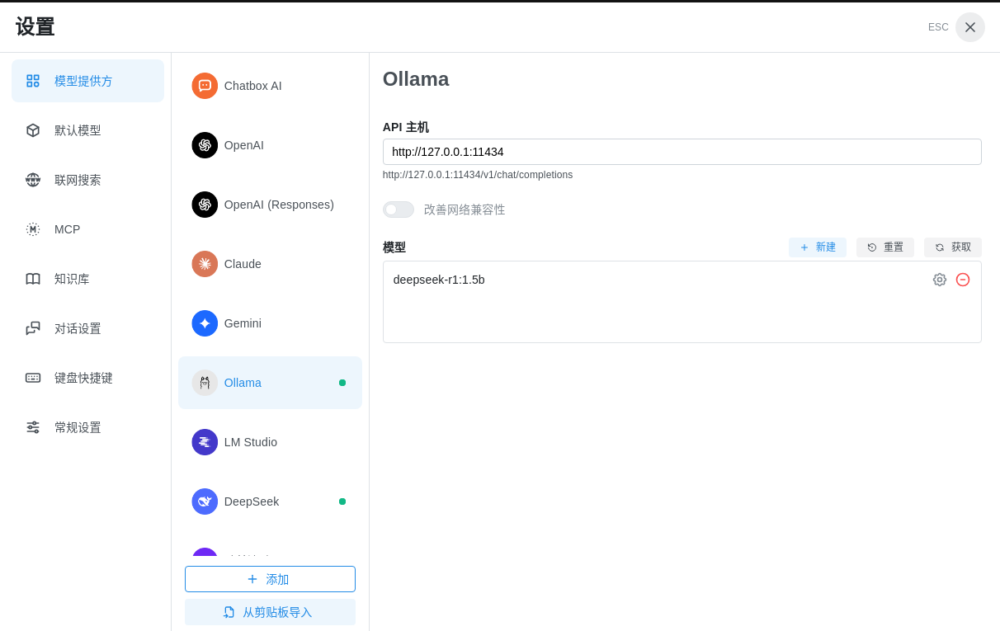 设置
ESC
模型提供方
默认模型
联网搜索
MCP
知识库
对话设置
键盘快捷键
常规设置
Chatbox AI
OpenAI
OpenAI (Responses)
Claude
Gemini
Ollama
LM Studio
DeepSeek
添加
从剪贴板导入
Ollama
API 主机
http://127.0.0.1:11434
http://127.0.0.1:11434/v1/chat/completions
改善网络兼容性
模型
新建
重置
获取
deepseek-r1:1.5b